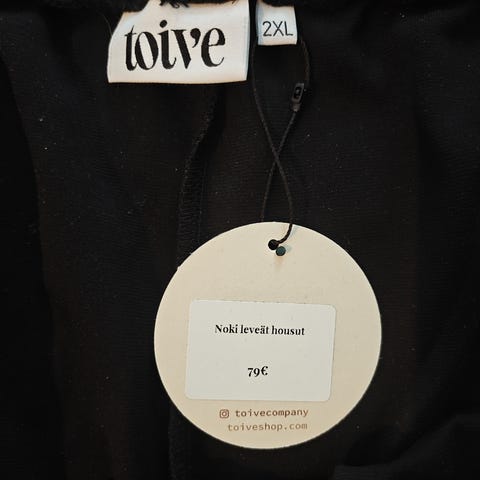 toive
2XL
Noki leveät housut
79€
toivecompany
toiveshop.com